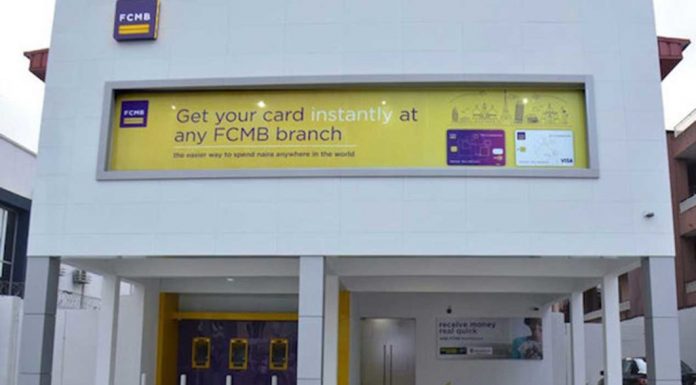 FCMB
FCMB
Get your card instantly at
any FCMB branch
the easier way to spend naira anywhere in the world
VISA
receive money
real quick